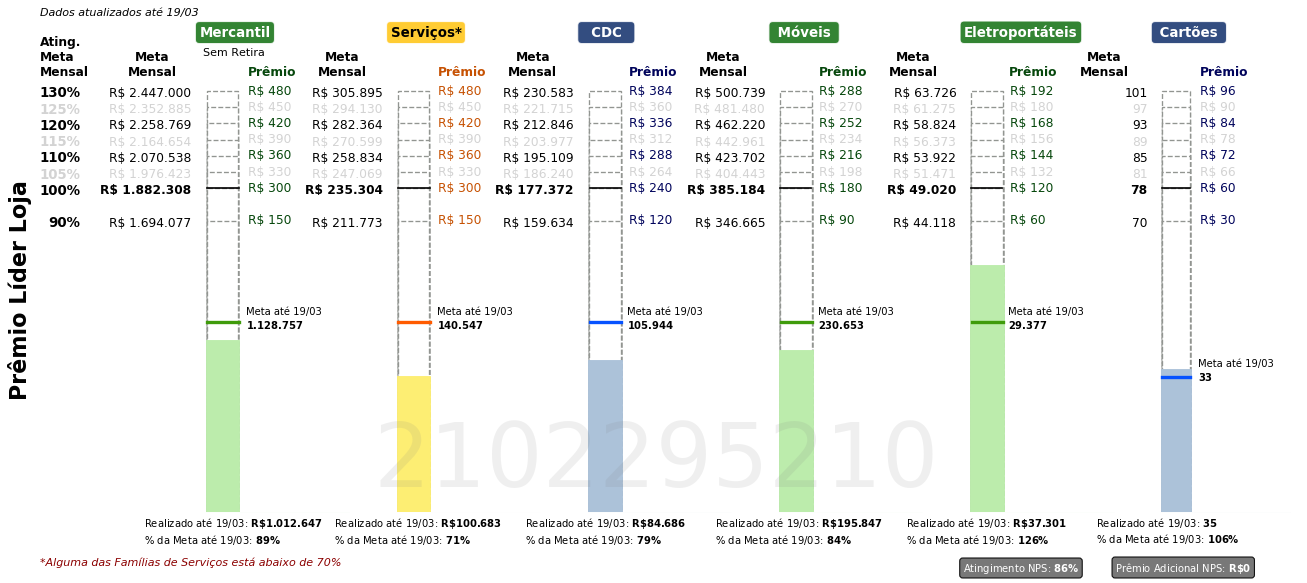 Dados atualizados até 19/03
Mercantil Serviços* CDC Móveis Eletroportáteis Cartões
Sem Retira
Ating. Meta Mensal Meta Mensal Prêmio Meta Mensal Prêmio Meta Mensal Prêmio Meta Mensal Prêmio Meta Mensal Prêmio Meta Mensal Prêmio
130% R$ 2.447.000 R$ 480 R$ 305.895 R$ 480 R$ 230.583 R$ 384 R$ 500.739 R$ 288 R$ 63.726 R$ 192 101 R$ 96
125% R$ 2.352.885 R$ 450 R$ 294.130 R$ 450 R$ 221.715 R$ 360 R$ 481.480 R$ 270 R$ 61.275 R$ 180 97 R$ 90
120% R$ 2.258.769 R$ 420 R$ 282.364 R$ 420 R$ 212.846 R$ 336 R$ 462.220 R$ 252 R$ 58.824 R$ 168 93 R$ 84
115% R$ 2.164.654 R$ 390 R$ 270.599 R$ 390 R$ 203.977 R$ 312 R$ 442.961 R$ 234 R$ 56.373 R$ 156 89 R$ 78
110% R$ 2.070.538 R$ 360 R$ 258.834 R$ 360 R$ 195.109 R$ 288 R$ 423.702 R$ 216 R$ 53.922 R$ 144 85 R$ 72
105% R$ 1.976.423 R$ 330 R$ 247.069 R$ 330 R$ 186.240 R$ 264 R$ 404.443 R$ 198 R$ 51.471 R$ 132 81 R$ 66
100% R$ 1.882.308 R$ 300 R$ 235.304 R$ 300 R$ 177.372 R$ 240 R$ 385.184 R$ 180 R$ 49.020 R$ 120 78 R$ 60
90% R$ 1.694.077 R$ 150 R$ 211.773 R$ 150 R$ 159.634 R$ 120 R$ 346.665 R$ 90 R$ 44.118 R$ 60 70 R$ 30
Prêmio Líder Loja
Meta até 19/03 Meta até 19/03 Meta até 19/03 Meta até 19/03 Meta até 19/03
1.128.757 140.547 105.944 230.653 29.377
Meta até 19/03
33
2102295210
Realizado até 19/03: R$1.012.647 Realizado até 19/03: R$100.683 Realizado até 19/03: R$84.686 Realizado até 19/03: R$195.847 Realizado até 19/03: R$37.301 Realizado até 19/03: 35
% da Meta até 19/03: 89% % da Meta até 19/03: 71% % da Meta até 19/03: 79% % da Meta até 19/03: 84% % da Meta até 19/03: 126% % da Meta até 19/03: 106%
*Alguma das Famílias de Serviços está abaixo de 70%
Atingimento NPS: 86% Prêmio Adicional NPS: R$0